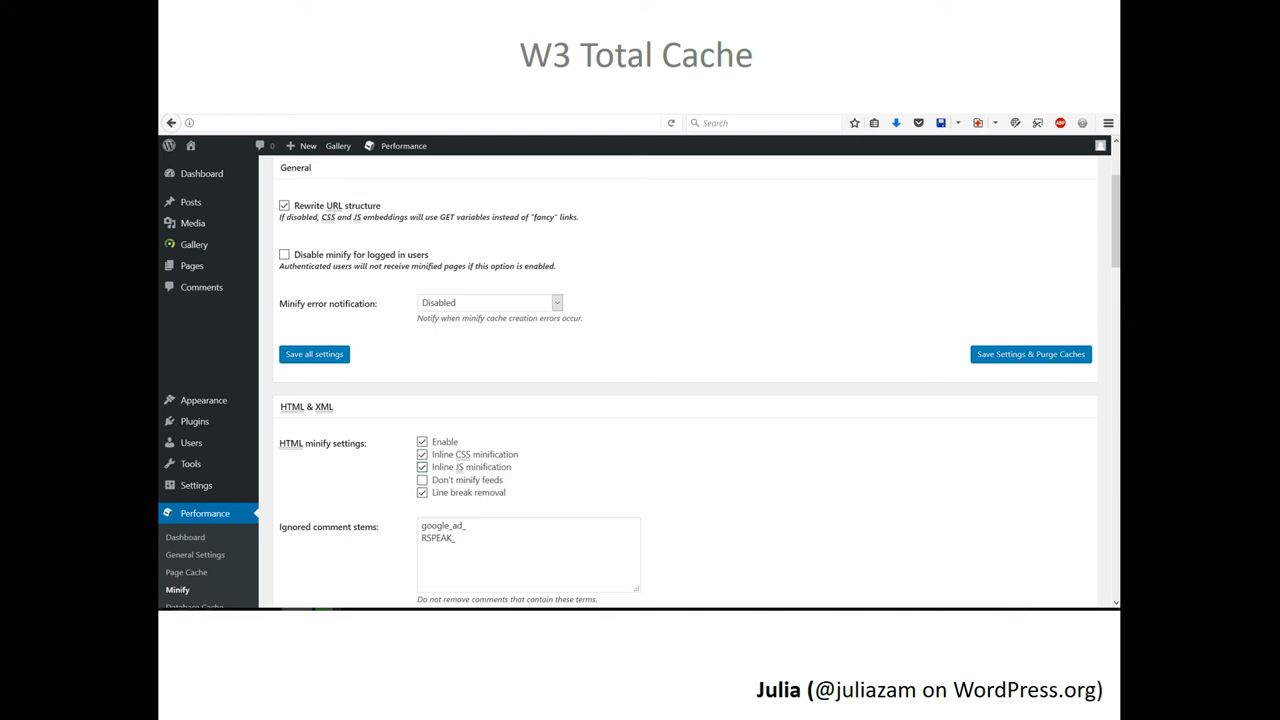 W3 Total Cache
Search
0 New Gallery Performance
Dashboard
Posts
Media
Gallery
Pages
Comments
Appearance
Plugins
Users
Tools
Settings
Performance
Dashboard
General Settings
Page Cache
Minify
Database Cache
General
Rewrite URL structure
If disabled, CSS and JS embeddings will use GET variables instead of "fancy" links.
Disable minify for logged in users
Authenticated users will not receive minified pages if this option is enabled.
Minify error notification: Disabled
Notify when minify cache creation errors occur.
Save all settings Save Settings & Purge Caches
HTML & XML
HTML minify settings: Enable
Inline CSS minification
Inline JS minification
Don't minify feeds
Line break removal
Ignored comment stems: google_ad_
RSPEAK_
Do not remove comments that contain these terms.
Julia (@juliazam on WordPress.org)